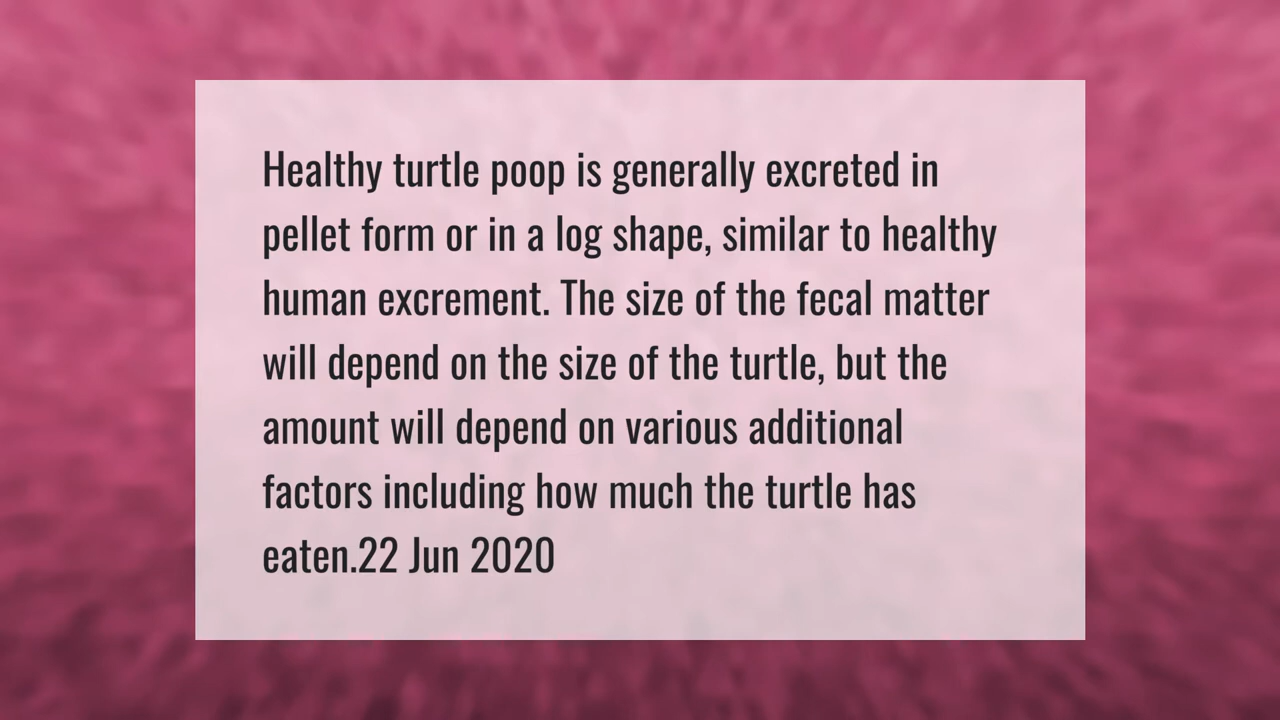 Healthy turtle poop is generally excreted in
pellet form or in a log shape, similar to healthy
human excrement. The size of the fecal matter
will depend on the size of the turtle, but the
amount will depend on various additional
factors including how much the turtle has
eaten.22 Jun 2020